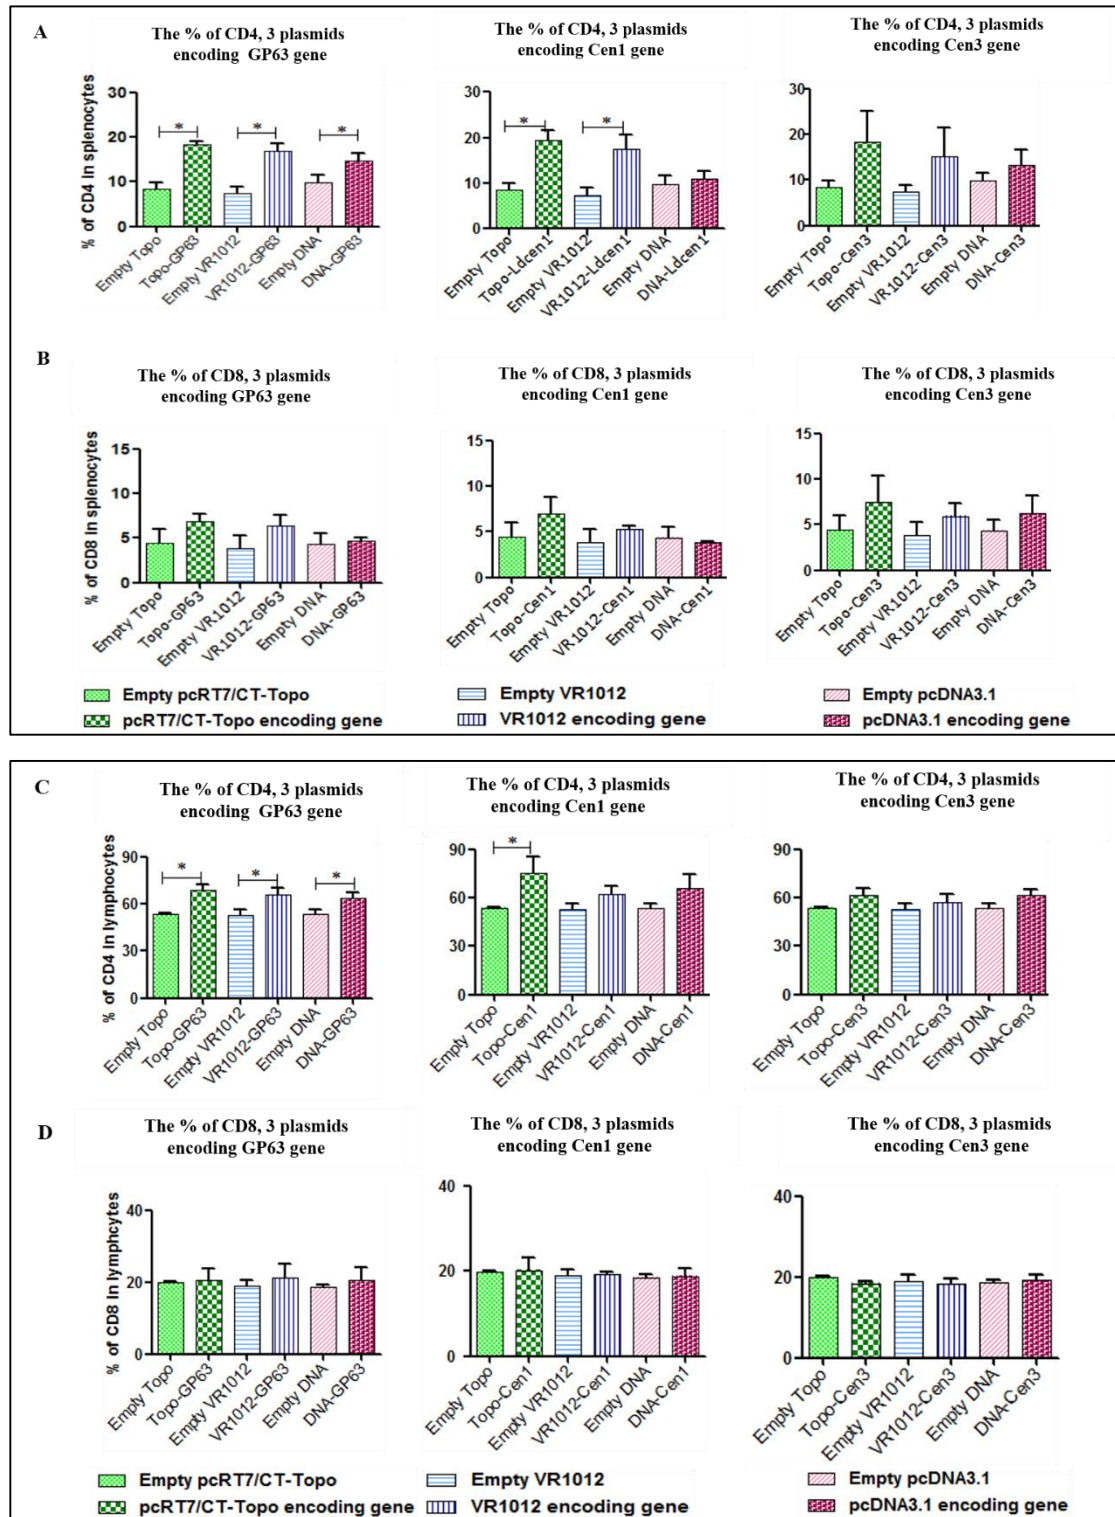 A
The % of CD4, 3 plasmids
encoding GP63 gene
The % of CD4, 3 plasmids
encoding Cen1 gene
The % of CD4, 3 plasmids
encoding Cen3 gene
% of CD4 In splenocytes
30
20
10
0
*
*
*
Empty Topo
Topo-GP63
Empty VR1012
VR1012-GP63
Empty DNA
DNA-GP63
30
20
10
0
*
*
Empty Topo
Topo-Ldcen1
Empty VR1012
VR1012-Ldcen1
Empty DNA
DNA-Ldcen1
30
20
10
0
Empty Topo
Topo-Cen3
Empty VR1012
VR1012-Cen3
Empty DNA
DNA-Cen3
B
The % of CD8, 3 plasmids
encoding GP63 gene
The % of CD8, 3 plasmids
encoding Cen1 gene
The % of CD8, 3 plasmids
encoding Cen3 gene
% of CD8 In splenocytes
15
10
5
0
Empty Topo
Topo-GP63
Empty VR1012
VR1012-GP63
Empty DNA
DNA-GP63
15
10
5
0
Empty Topo
Topo-Cen1
Empty VR1012
VR1012-Cen1
Empty DNA
DNA-Cen1
15
10
5
0
Empty Topo
Topo-Cen3
Empty VR1012
VR1012-Cen3
Empty DNA
DNA-Cen3
Empty pcRT7/CT-Topo
pcRT7/CT-Topo encoding gene
Empty VR1012
VR1012 encoding gene
Empty pcDNA3.1
pcDNA3.1 encoding gene
C
The % of CD4, 3 plasmids
encoding GP63 gene
The % of CD4, 3 plasmids
encoding Cen1 gene
The % of CD4, 3 plasmids
encoding Cen3 gene
% of CD4 In lymphocytes
90
60
30
0
*
*
*
Empty Topo
Topo-GP63
Empty VR1012
VR1012-GP63
Empty DNA
DNA-GP63
90
60
30
0
*
Empty Topo
Topo-Cen1
Empty VR1012
VR1012-Cen1
Empty DNA
DNA-Cen1
90
60
30
0
Empty Topo
Topo-Cen3
Empty VR1012
VR1012-Cen3
Empty DNA
DNA-Cen3
D
The % of CD8, 3 plasmids
encoding GP63 gene
The % of CD8, 3 plasmids
encoding Cen1 gene
The % of CD8, 3 plasmids
encoding Cen3 gene
% of CD8 In lymphcytes
40
20
0
Empty Topo
Topo-GP63
Empty VR1012
VR1012-GP63
Empty DNA
DNA-GP63
40
20
0
Empty Topo
Topo-Cen1
Empty VR1012
VR1012-Cen1
Empty DNA
DNA-Cen1
40
20
0
Empty Topo
Topo-Cen3
Empty VR1012
VR1012-Cen3
Empty DNA
DNA-Cen3
Empty pcRT7/CT-Topo
pcRT7/CT-Topo encoding gene
Empty VR1012
VR1012 encoding gene
Empty pcDNA3.1
pcDNA3.1 encoding gene